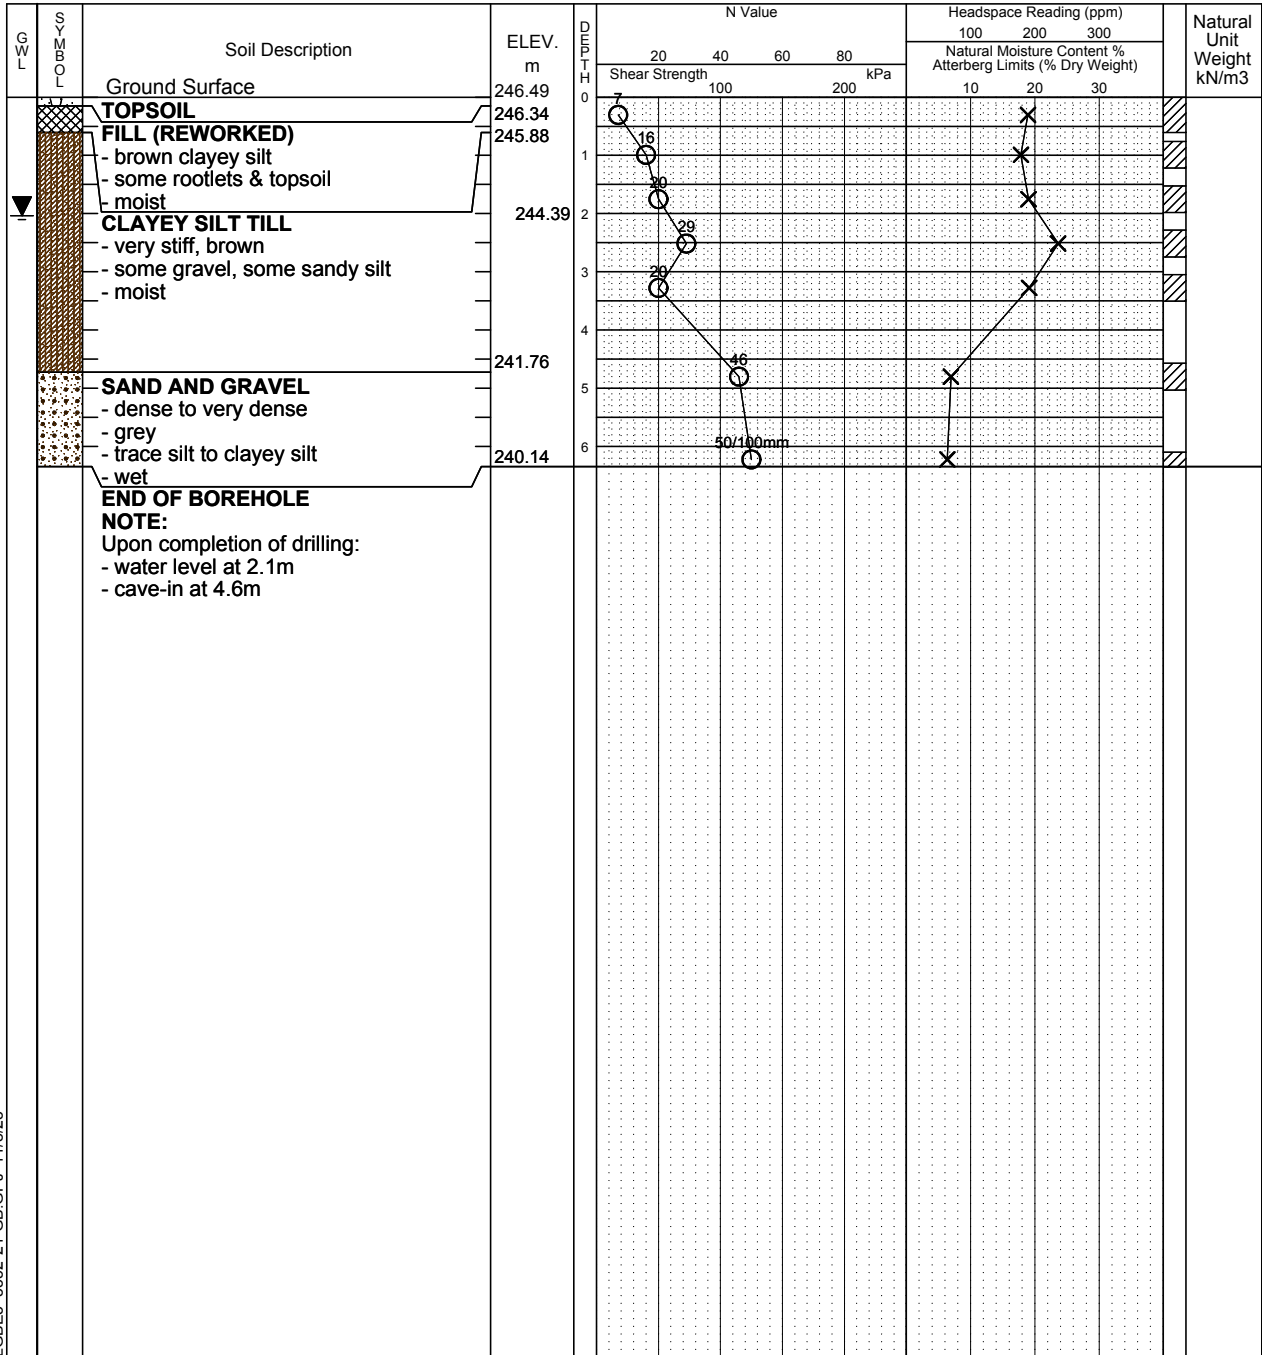 GWL
SYMBOL
Soil Description
Ground Surface
ELEV.
m
DEPTH
N Value
20 40 60 80
Shear Strength kPa
100 200
Headspace Reading (ppm)
100 200 300
Natural Moisture Content %
Atterberg Limits (% Dry Weight)
10 20 30
Natural
Unit
Weight
kN/m3
246.49
0
TOPSOIL
246.34
7
FILL (REWORKED)
245.88
- brown clayey silt
16
1
- some rootlets & topsoil
20
- moist
244.39
2
CLAYEY SILT TILL
29
- very stiff, brown
- some gravel, some sandy silt
20
3
- moist
4
241.76
46
SAND AND GRAVEL
5
- dense to very dense
- grey
50/100mm
6
- trace silt to clayey silt
240.14
- wet
END OF BOREHOLE
NOTE:
Upon completion of drilling:
- water level at 2.1m
- cave-in at 4.6m